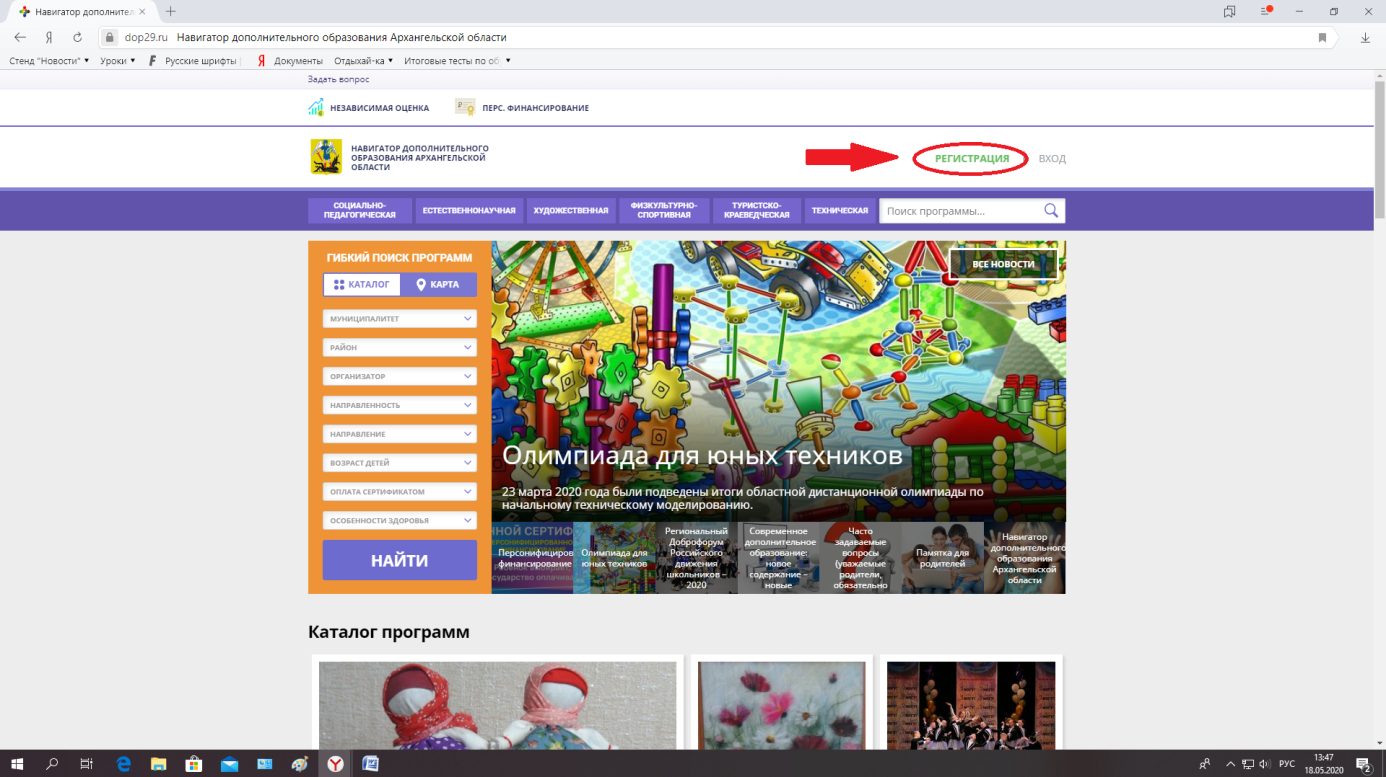 Навигатор дополнител
dop29.ru Навигатор дополнительного образования Архангельской области
Стенд "Новости" Уроки Русские шрифты Документы Отдыхай-ка Итоговые тесты по об
Задать вопрос
НЕЗАВИСИМАЯ ОЦЕНКА ПЕРС. ФИНАНСИРОВАНИЕ
НАВИГАТОР ДОПОЛНИТЕЛЬНОГО
ОБРАЗОВАНИЯ АРХАНГЕЛЬСКОЙ
ОБЛАСТИ
РЕГИСТРАЦИЯ ВХОД
СОЦИАЛЬНО-
ПЕДАГОГИЧЕСКАЯ
ЕСТЕСТВЕННОНАУЧНАЯ
ХУДОЖЕСТВЕННАЯ
ФИЗКУЛЬТУРНО-
СПОРТИВНАЯ
ТУРИСТСКО-
КРАЕВЕДЧЕСКАЯ
ТЕХНИЧЕСКАЯ
Поиск программы...
ГИБКИЙ ПОИСК ПРОГРАММ
КАТАЛОГ КАРТА
МУНИЦИПАЛИТЕТ
РАЙОН
ОРГАНИЗАТОР
НАПРАВЛЕННОСТЬ
НАПРАВЛЕНИЕ
ВОЗРАСТ ДЕТЕЙ
ОПЛАТА СЕРТИФИКАТОМ
ОСОБЕННОСТИ ЗДОРОВЬЯ
НАЙТИ
ВСЕ НОВОСТИ
Олимпиада для юных техников
23 марта 2020 года были подведены итоги областной дистанционной олимпиады по
начальному техническому моделированию.
Персонифициров
финансирование
Олимпиада для
юных техников
Региональный
Доброфорум
Российского
движения
школьников –
2020
Современное
дополнительное
образование:
новое
содержание –
новые
Часто
задаваемые
вопросы
(уважаемые
родители,
обязательно
Памятка для
родителей
Навигатор
дополнительного
образования
Архангельской
области
Каталог программ
РУС
13:47
18.05.2020
2